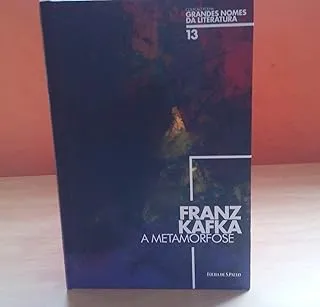 COLEÇÃO FOLHA
GRANDES NOMES
DA LITERATURA
13
FRANZ
KAFKA
A METAMORFOSE
FOLHA DE S.PAULO